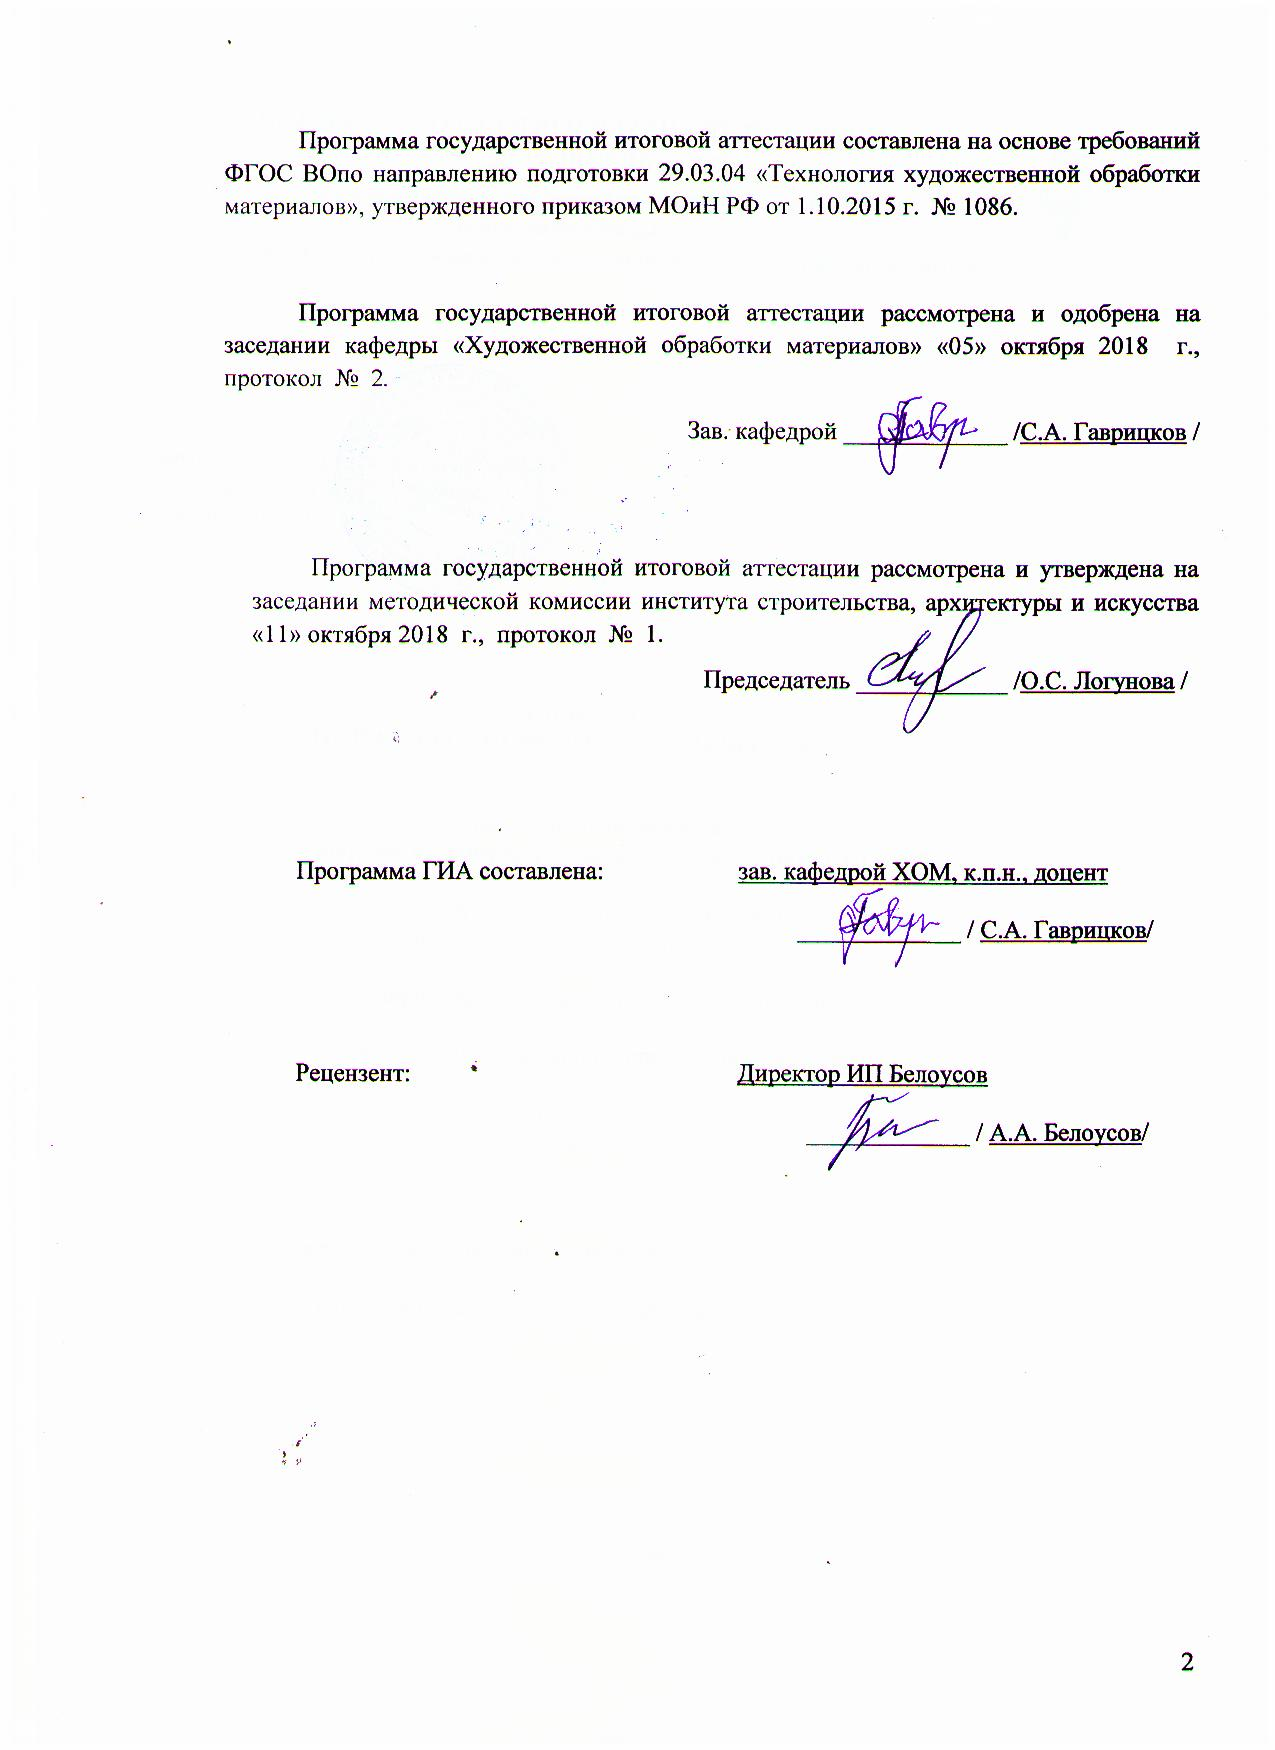 Программа государственной итоговой аттестации составлена на основе требований
ФГОС ВОпо направлению подготовки 29.03.04 «Технология художественной обработки
материалов», утвержденного приказом МОиН РФ от 1.10.2015 г. № 1086.
Программа государственной итоговой аттестации рассмотрена и одобрена на
заседании кафедры «Художественной обработки материалов» «05» октября 2018 г.,
протокол № 2.
Зав. кафедрой _____________ /С.А. Гаврицков /
Программа государственной итоговой аттестации рассмотрена и утверждена на
заседании методической комиссии института строительства, архитектуры и искусства
«11» октября 2018 г., протокол № 1.
Председатель ____________ /О.С. Логунова /
Программа ГИА составлена: зав. кафедрой ХОМ, к.п.н., доцент
_____________ / С.А. Гаврицков/
Рецензент: Директор ИП Белоусов
_____________ / А.А. Белоусов/
2